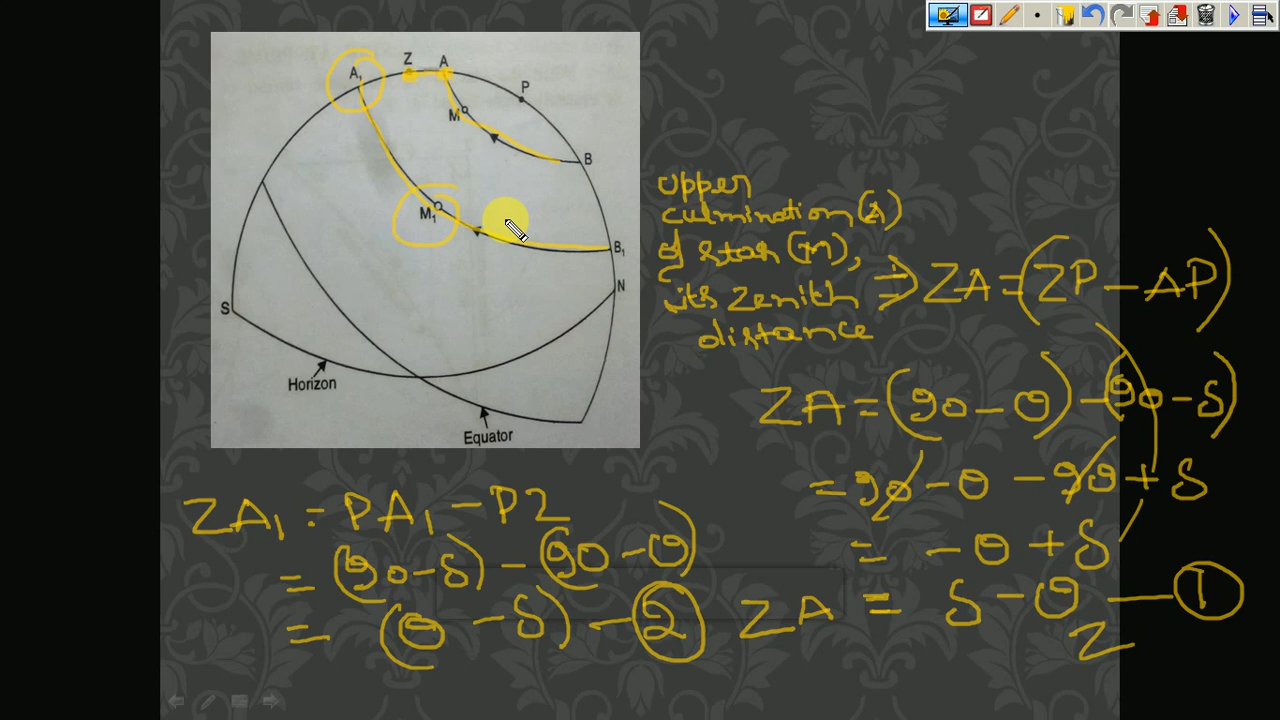 A₁
Z
A
P
M
B
M₁
B₁
N
S
Horizon
Equator
Upper
culmination (A)
of star (M),
its Zenith
distance
⇒ ZA = (ZP - AP)
ZA = (90 - θ) - (90 - δ)
= 90 - θ - 90 + δ
= - θ + δ
ZA = δ - θ — ①
Z
ZA₁ = PA₁ - PZ
= (90 - δ) - (90 - θ)
= (θ - δ) - ②